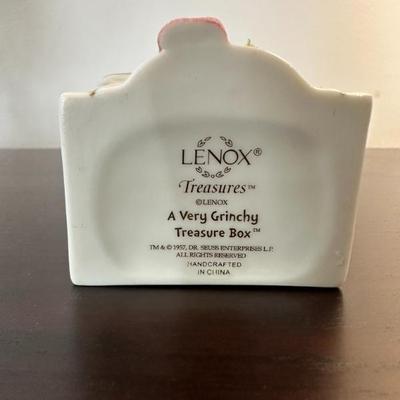 LENOX®
Treasures™
©LENOX
A Very Grinchy
Treasure Box™
TM & © 1957, DR. SEUSS ENTERPRISES L.P.
ALL RIGHTS RESERVED
HANDCRAFTED
IN CHINA